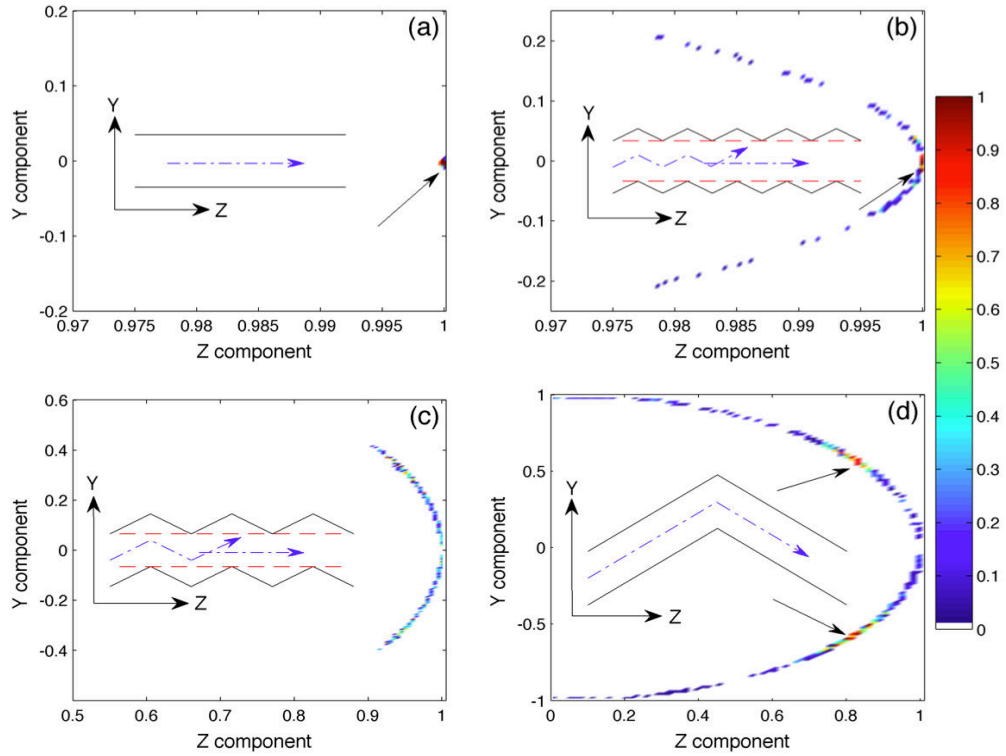 (a)
Y component
0.2
0.1
0
-0.1
-0.2
Y
Z
0.97 0.975 0.98 0.985 0.99 0.995 1
Z component
(b)
Y component
0.2
0.1
0
-0.1
-0.2
Y
Z
0.97 0.975 0.98 0.985 0.99 0.995 1
Z component
1
0.9
0.8
0.7
0.6
0.5
0.4
0.3
0.2
0.1
0
(c)
Y component
0.6
0.4
0.2
0
-0.2
-0.4
Y
Z
0.5 0.6 0.7 0.8 0.9 1
Z component
(d)
Y component
1
0.5
0
-0.5
-1
Y
Z
0 0.2 0.4 0.6 0.8 1
Z component